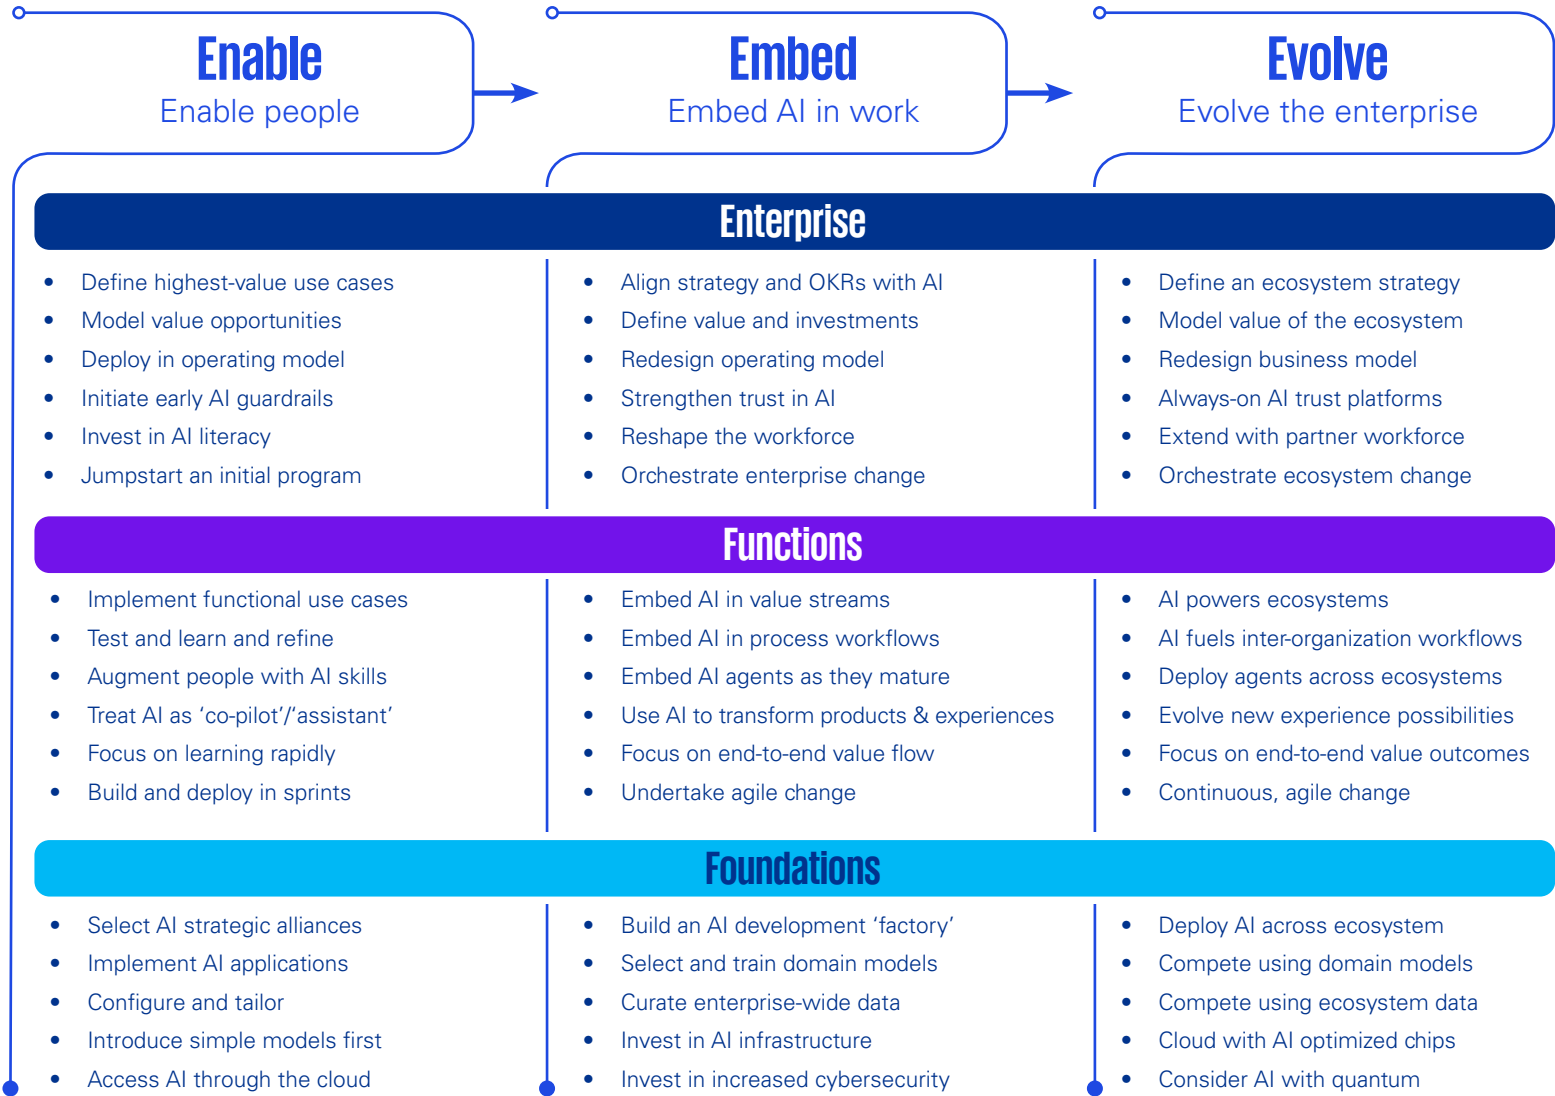 Enable
Enable people
Embed
Embed AI in work
Evolve
Evolve the enterprise
Enterprise
• Define highest-value use cases
• Model value opportunities
• Deploy in operating model
• Initiate early AI guardrails
• Invest in AI literacy
• Jumpstart an initial program
• Align strategy and OKRs with AI
• Define value and investments
• Redesign operating model
• Strengthen trust in AI
• Reshape the workforce
• Orchestrate enterprise change
• Define an ecosystem strategy
• Model value of the ecosystem
• Redesign business model
• Always-on AI trust platforms
• Extend with partner workforce
• Orchestrate ecosystem change
Functions
• Implement functional use cases
• Test and learn and refine
• Augment people with AI skills
• Treat AI as ‘co-pilot’/‘assistant’
• Focus on learning rapidly
• Build and deploy in sprints
• Embed AI in value streams
• Embed AI in process workflows
• Embed AI agents as they mature
• Use AI to transform products & experiences
• Focus on end-to-end value flow
• Undertake agile change
• AI powers ecosystems
• AI fuels inter-organization workflows
• Deploy agents across ecosystems
• Evolve new experience possibilities
• Focus on end-to-end value outcomes
• Continuous, agile change
Foundations
• Select AI strategic alliances
• Implement AI applications
• Configure and tailor
• Introduce simple models first
• Access AI through the cloud
• Build an AI development ‘factory’
• Select and train domain models
• Curate enterprise-wide data
• Invest in AI infrastructure
• Invest in increased cybersecurity
• Deploy AI across ecosystem
• Compete using domain models
• Compete using ecosystem data
• Cloud with AI optimized chips
• Consider AI with quantum